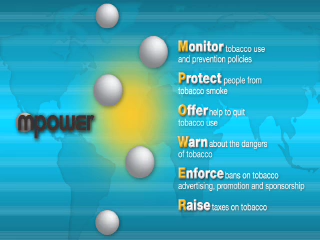 mpower
Monitor tobacco use
and prevention policies
Protect people from
tobacco smoke
Offer help to quit
tobacco use
Warn about the dangers
of tobacco
Enforce bans on tobacco
advertising, promotion and sponsorship
Raise taxes on tobacco